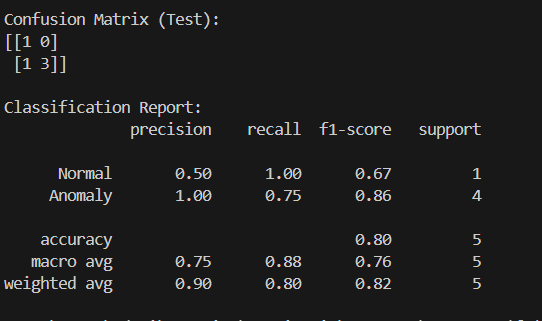 Confusion Matrix (Test):
[[1 0]
 [1 3]]
Classification Report:
precision recall f1-score support
Normal 0.50 1.00 0.67 1
Anomaly 1.00 0.75 0.86 4
accuracy 0.80 5
macro avg 0.75 0.88 0.76 5
weighted avg 0.90 0.80 0.82 5